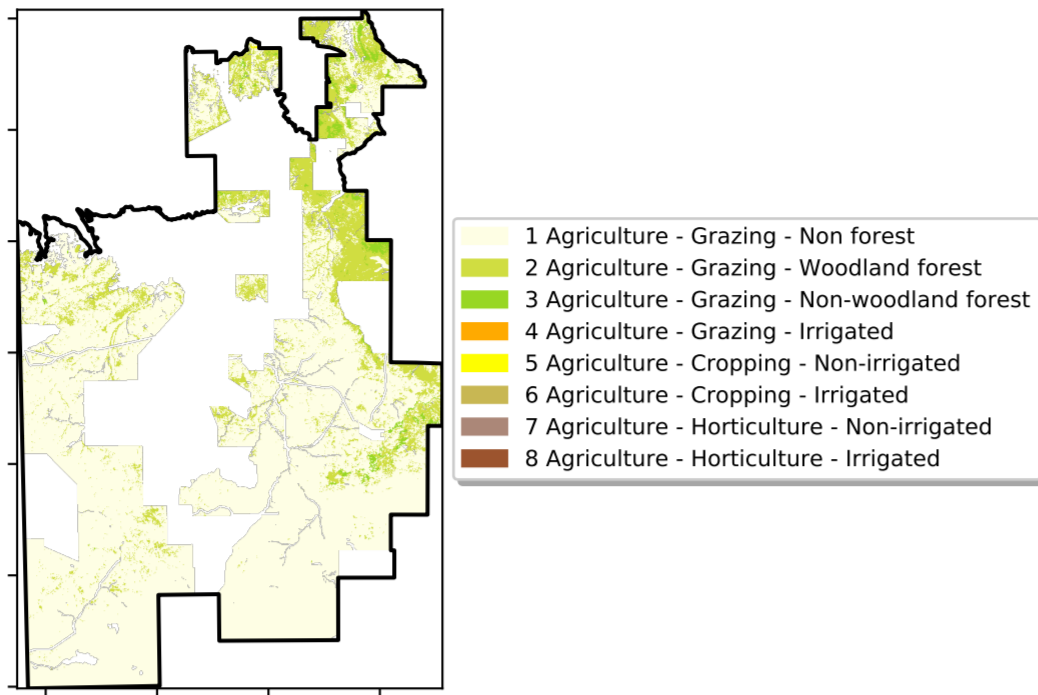 1 Agriculture - Grazing - Non forest
2 Agriculture - Grazing - Woodland forest
3 Agriculture - Grazing - Non-woodland forest
4 Agriculture - Grazing - Irrigated
5 Agriculture - Cropping - Non-irrigated
6 Agriculture - Cropping - Irrigated
7 Agriculture - Horticulture - Non-irrigated
8 Agriculture - Horticulture - Irrigated